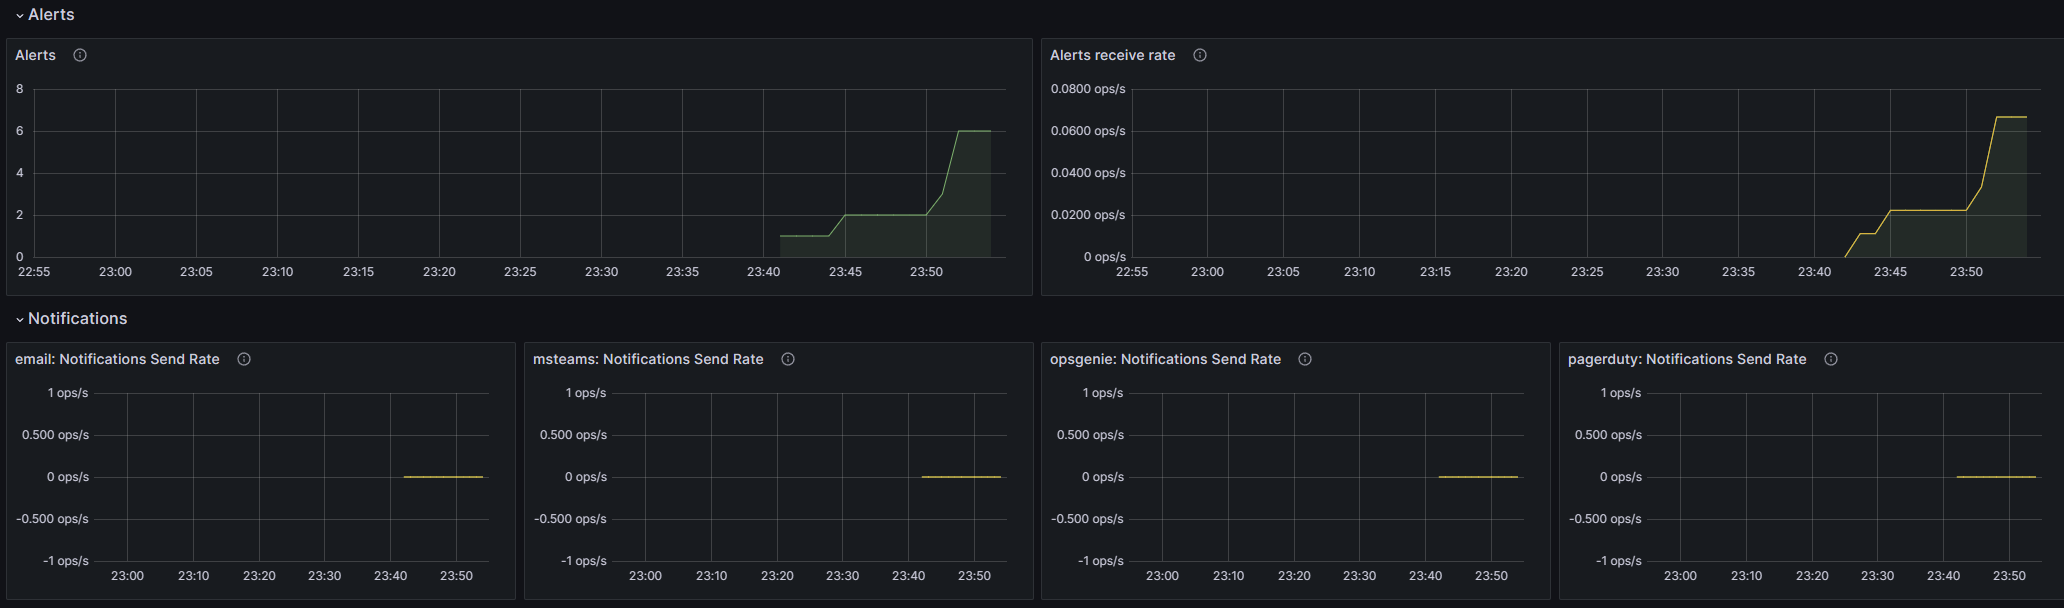 Alerts
Alerts
Alerts receive rate
8
6
4
2
0
22:55 23:00 23:05 23:10 23:15 23:20 23:25 23:30 23:35 23:40 23:45 23:50
0.0800 ops/s
0.0600 ops/s
0.0400 ops/s
0.0200 ops/s
0 ops/s
22:55 23:00 23:05 23:10 23:15 23:20 23:25 23:30 23:35 23:40 23:45 23:50
Notifications
email: Notifications Send Rate
1 ops/s
0.500 ops/s
0 ops/s
-0.500 ops/s
-1 ops/s
23:00 23:10 23:20 23:30 23:40 23:50
msteams: Notifications Send Rate
1 ops/s
0.500 ops/s
0 ops/s
-0.500 ops/s
-1 ops/s
23:00 23:10 23:20 23:30 23:40 23:50
opsgenie: Notifications Send Rate
1 ops/s
0.500 ops/s
0 ops/s
-0.500 ops/s
-1 ops/s
23:00 23:10 23:20 23:30 23:40 23:50
pagerduty: Notifications Send Rate
1 ops/s
0.500 ops/s
0 ops/s
-0.500 ops/s
-1 ops/s
23:00 23:10 23:20 23:30 23:40 23:50